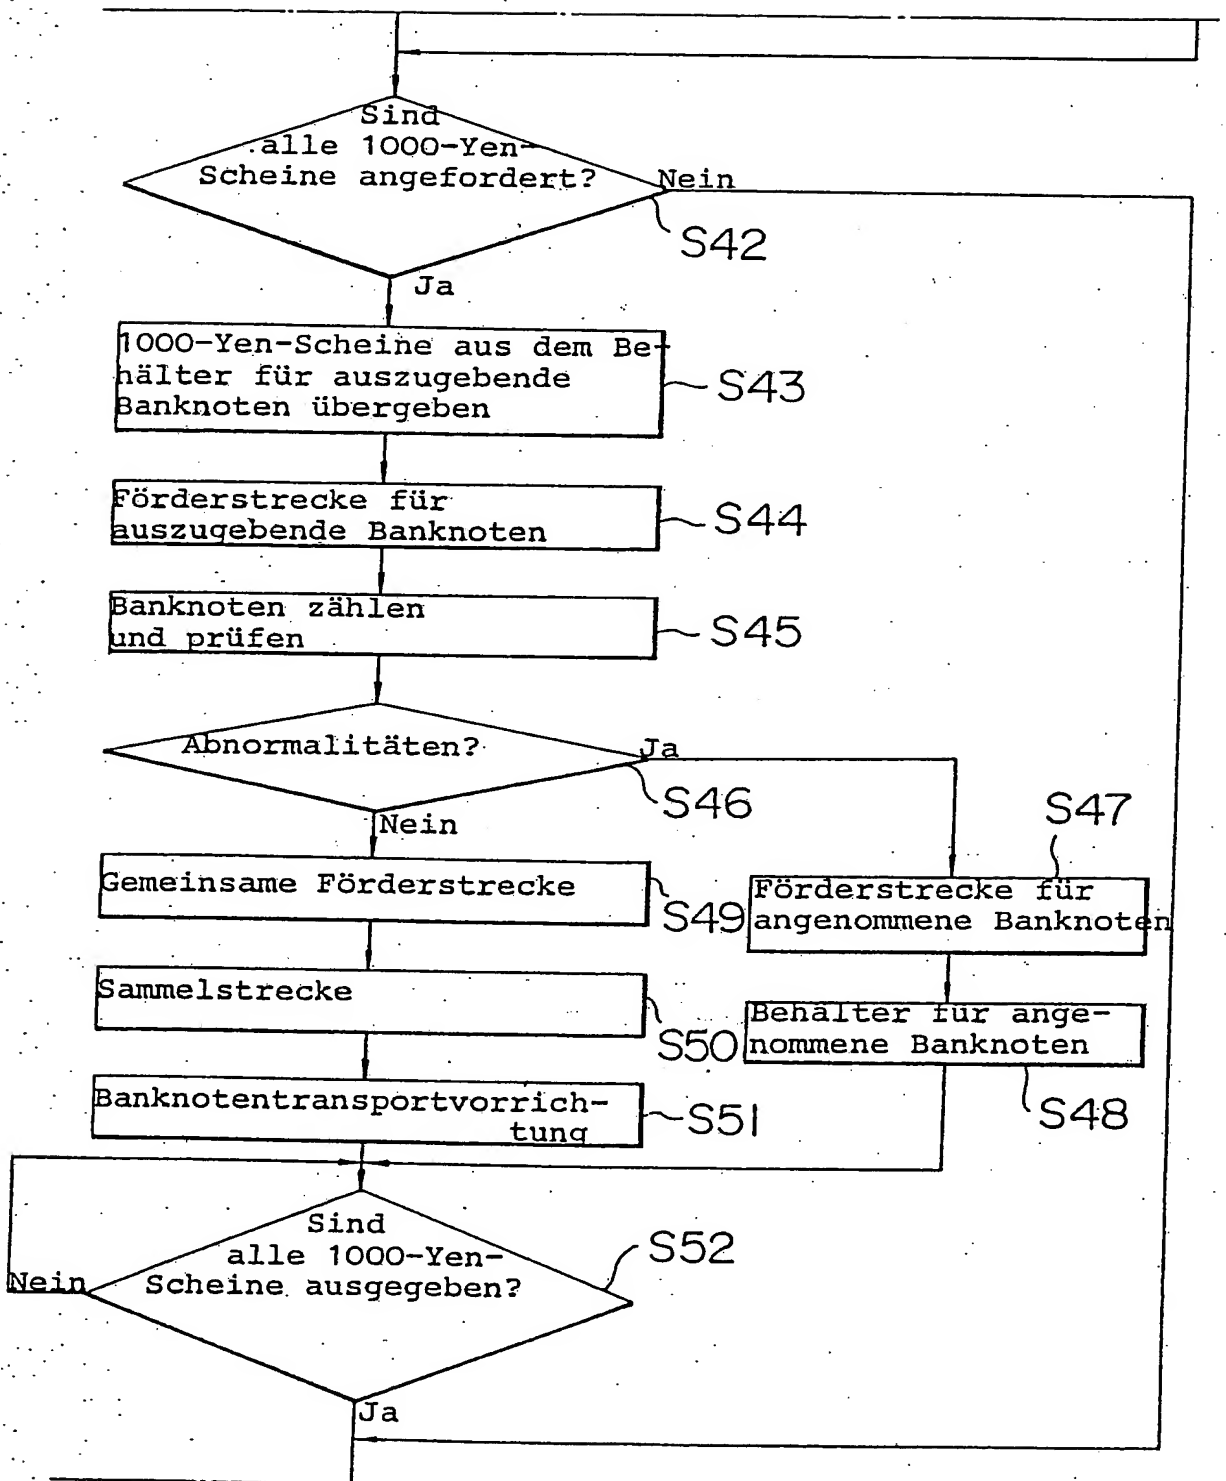 Sind
alle 1000-Yen-
Scheine angefordert?
Nein
S42
Ja
1000-Yen-Scheine aus dem Be-
hälter für auszugebende
Banknoten übergeben
S43
Förderstrecke für
auszugebende Banknoten
S44
Banknoten zählen
und prüfen
S45
Abnormalitäten?
Ja
S46
Nein
S47
Gemeinsame Förderstrecke
S49
Förderstrecke für
angenommene Banknoten
Sammelstrecke
S50
Behälter für ange-
nommene Banknoten
S48
Banknotentransportvorrich-
tung
S51
Sind
alle 1000-Yen-
Scheine ausgegeben?
S52
Nein
Ja